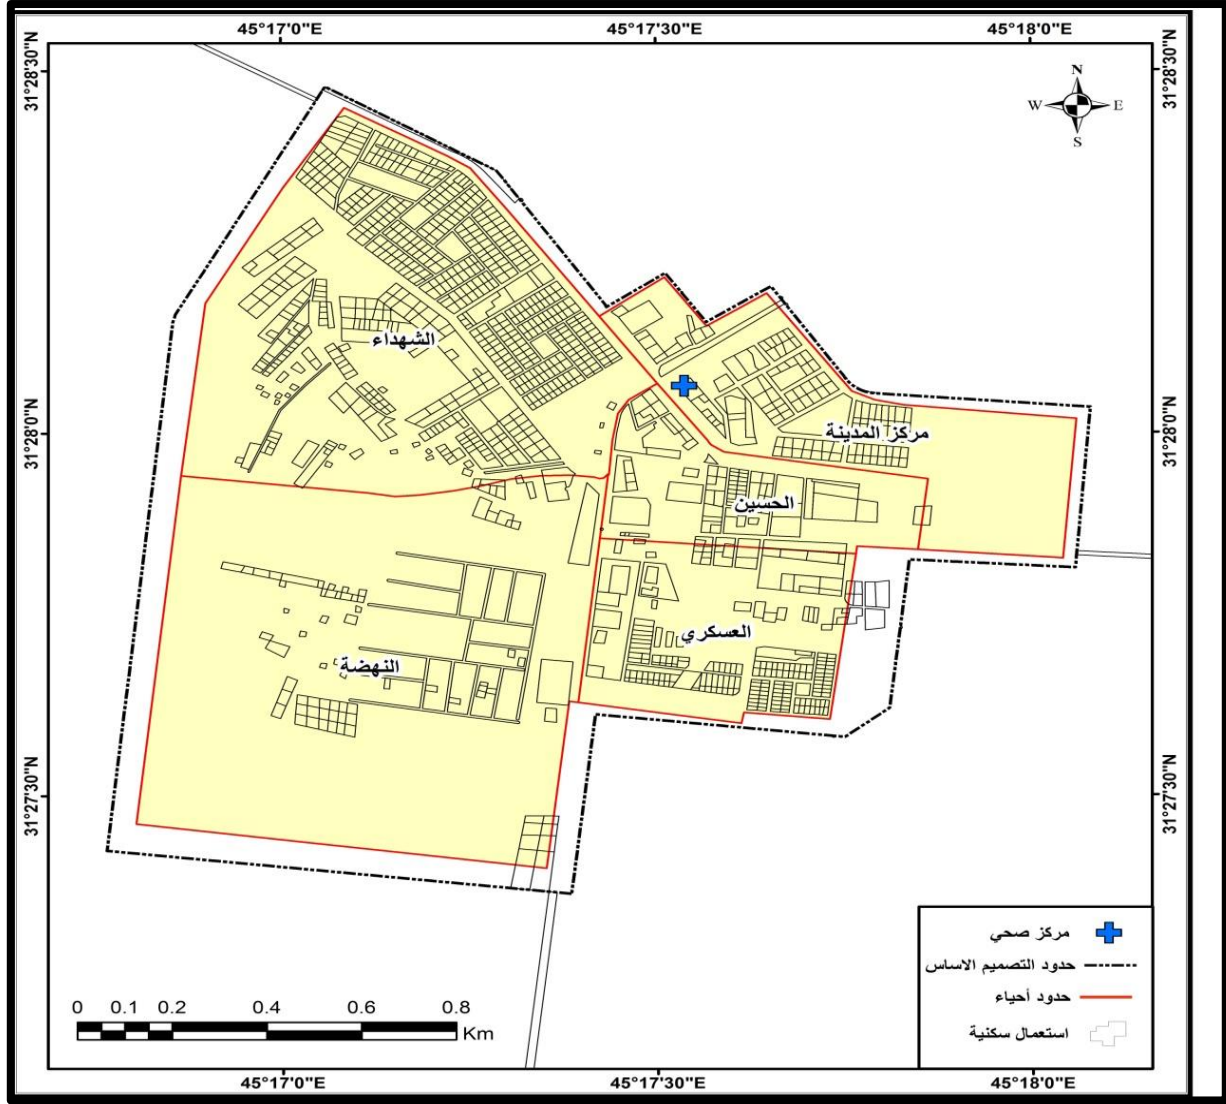 45°17'0"E 45°17'30"E 45°18'0"E
31°28'30"N
31°28'30"N
N
W E
S
الشهداء
31°28'0"N
31°28'0"N
مركز المدينة
الحسين
العسكري
النهضة
31°27'30"N
31°27'30"N
مركز صحي
حدود التصميم الاساس
حدود أحياء
استعمال سكنية
0 0.1 0.2 0.4 0.6 0.8
Km
45°17'0"E 45°17'30"E 45°18'0"E